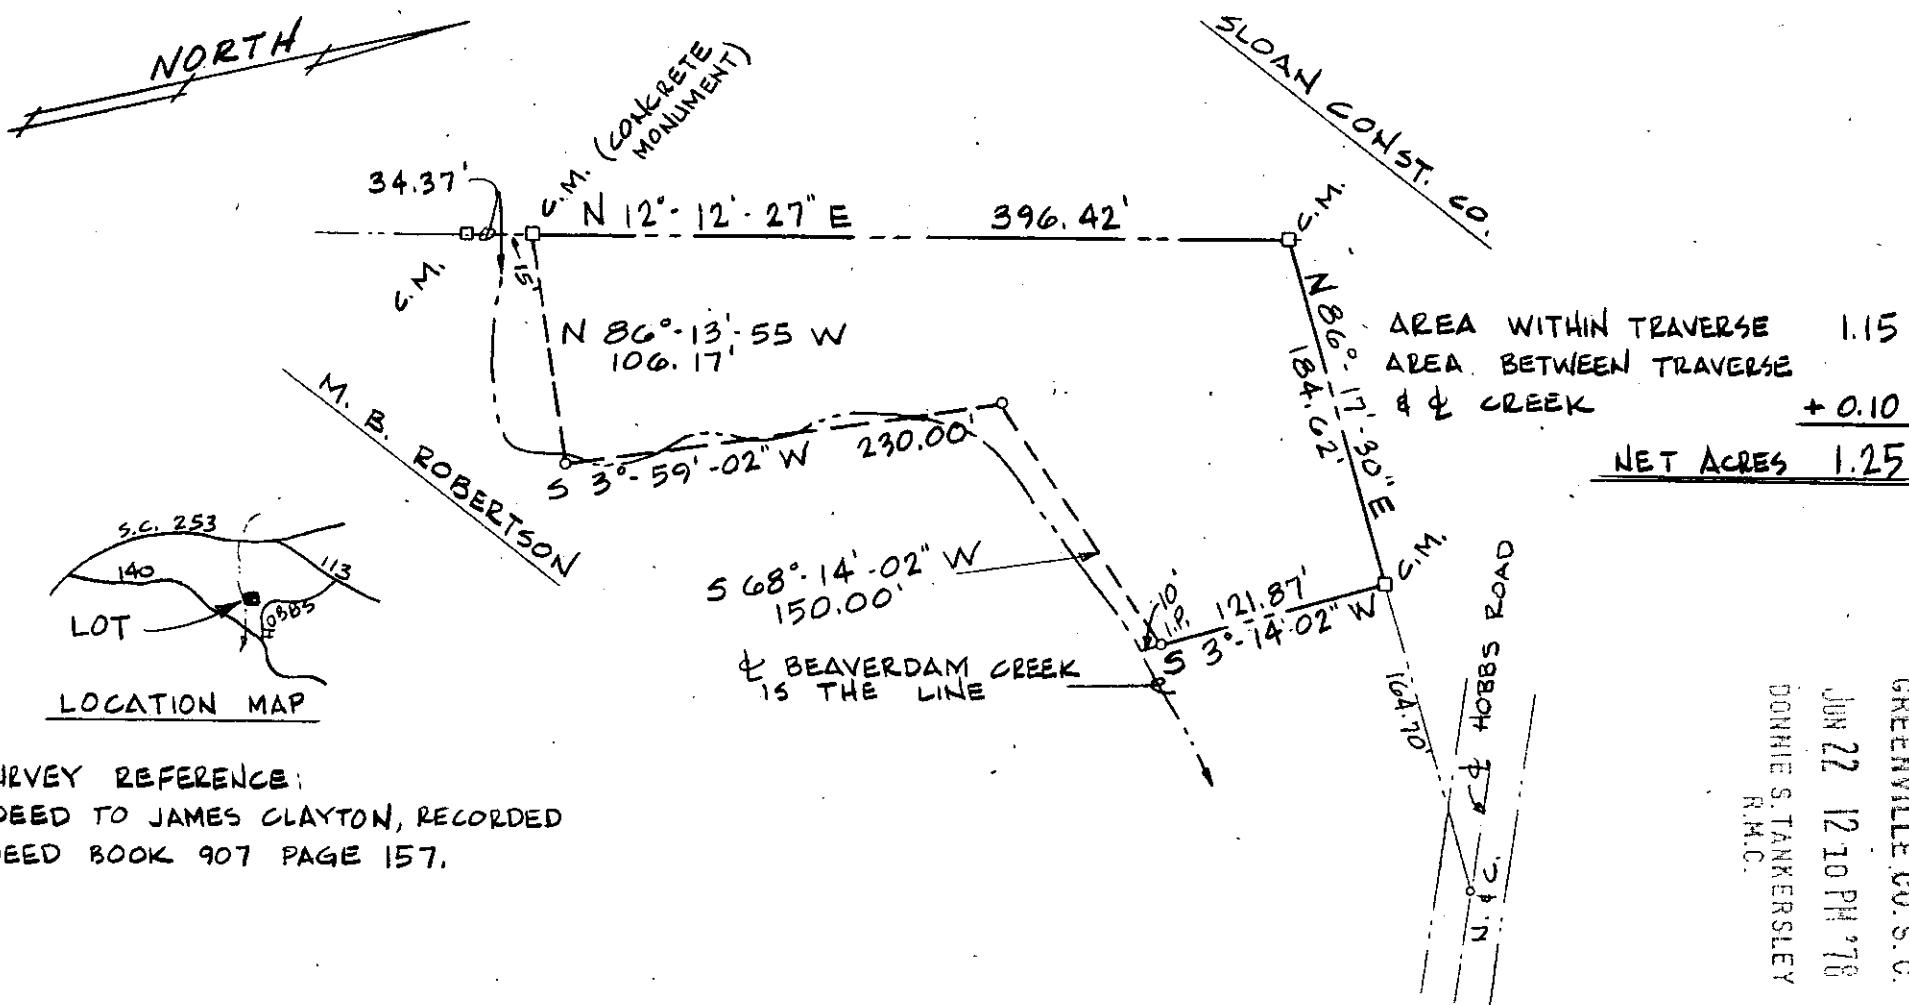 NORTH
C.M. (CONCRETE
MONUMENT)
SLOAN CONST. CO.
34.37'
N 12°-12'-27" E 396.42'
C.M.
C.M.
15'
N 86°-13'-55 W
106.17'
N 86°-17'-30" E
184.62'
AREA WITHIN TRAVERSE 1.15
AREA BETWEEN TRAVERSE
& ℄ CREEK + 0.10
NET ACRES 1.25
M. B. ROBERTSON
S 3°-59'-02" W 230.00'
S.C. 253
140
113
HOBBS
LOT
LOCATION MAP
S 68°-14'-02" W
150.00'
10'
I.P.
121.87'
S 3°-14'-02" W
C.M.
℄ BEAVERDAM CREEK
IS THE LINE
164.70'
℄ HOBBS ROAD
N. & C.
URVEY REFERENCE:
DEED TO JAMES CLAYTON, RECORDED
DEED BOOK 907 PAGE 157.
GREENVILLE CO. S.C.
JUN 22 12 10 PM '78
DONNIE S. TANKERSLEY
R.M.C.